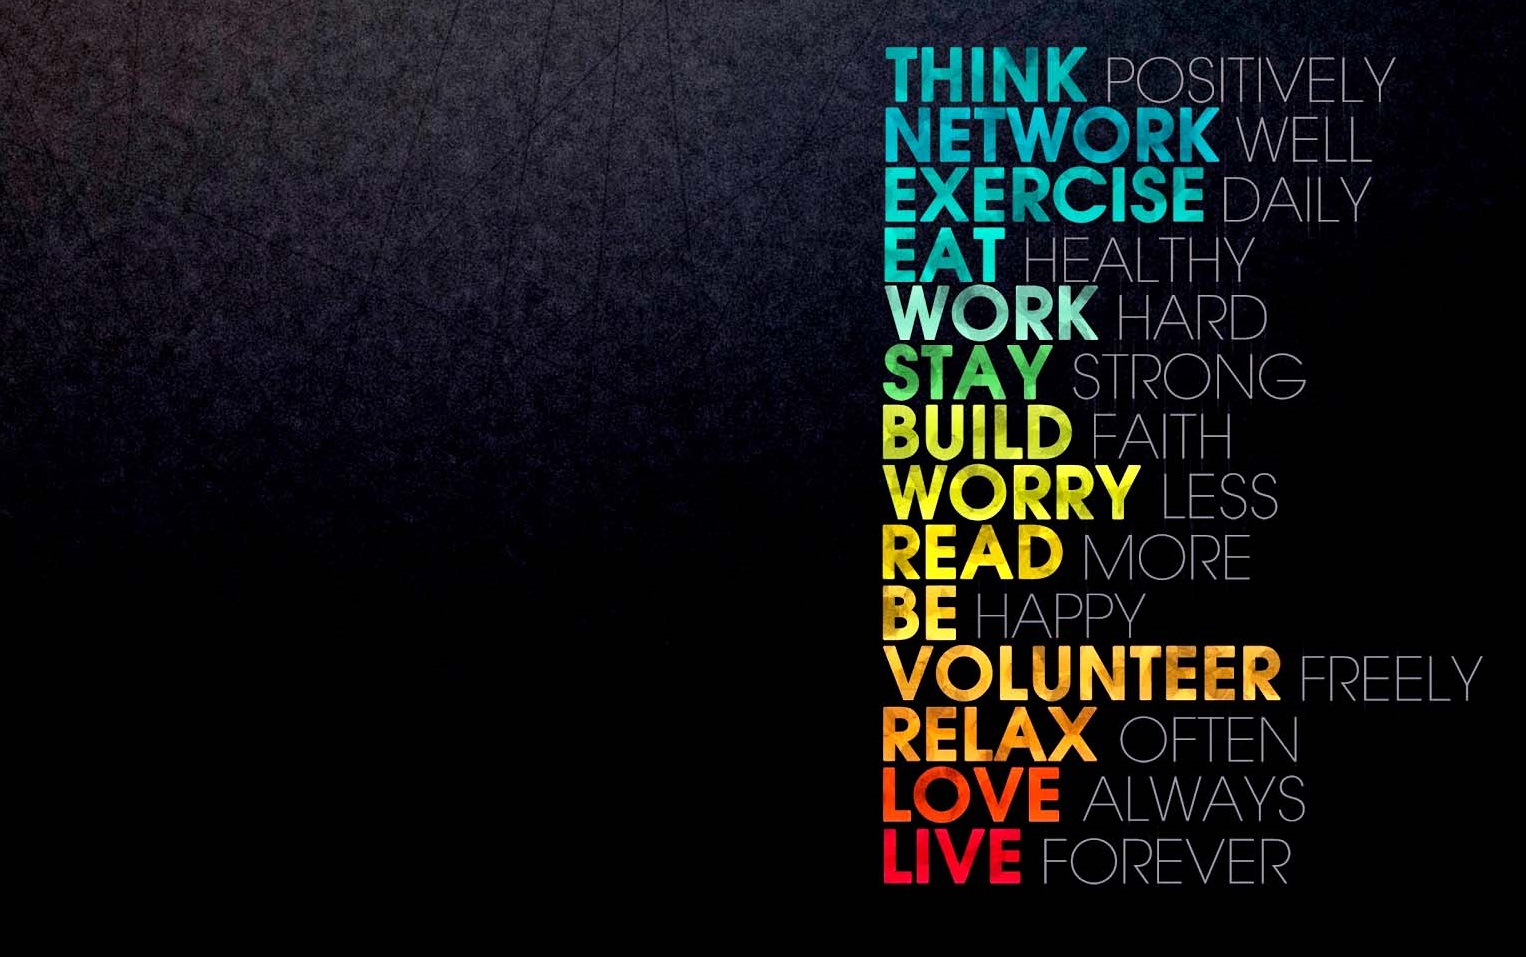 THINK POSITIVELY
NETWORK WELL
EXERCISE DAILY
EAT HEALTHY
WORK HARD
STAY STRONG
BUILD FAITH
WORRY LESS
READ MORE
BE HAPPY
VOLUNTEER FREELY
RELAX OFTEN
LOVE ALWAYS
LIVE FOREVER